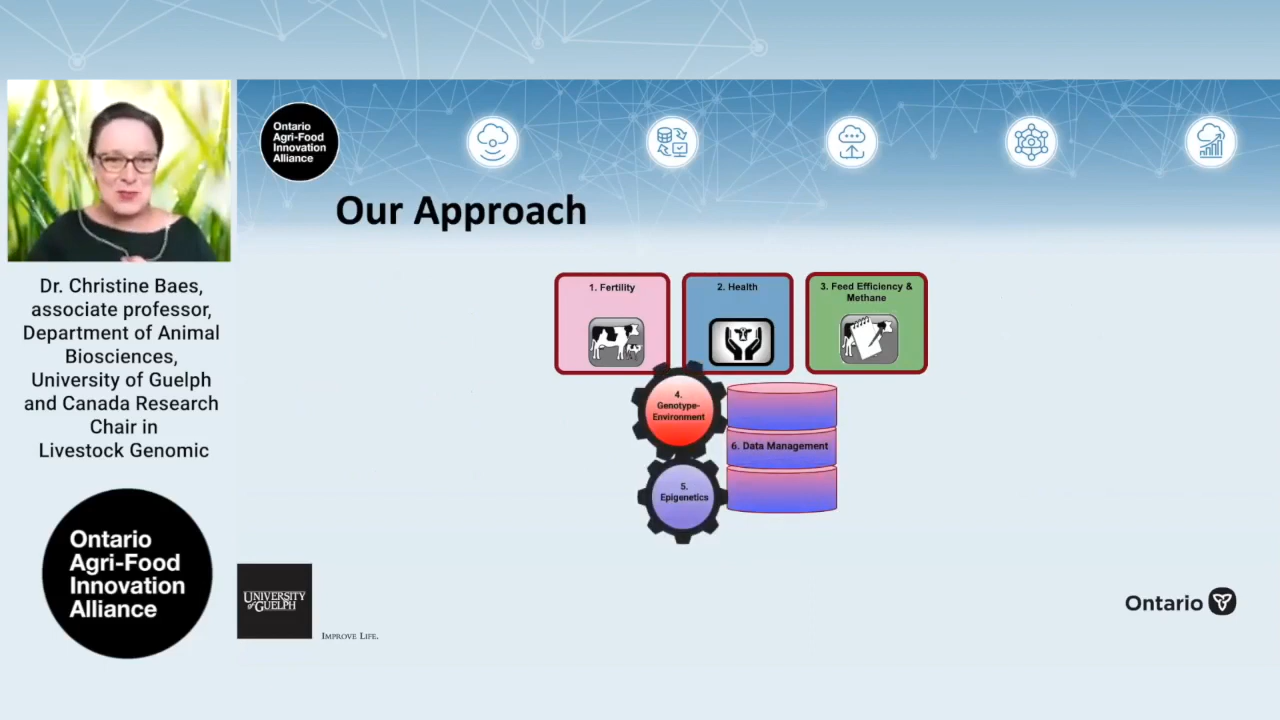 Ontario
Agri-Food
Innovation
Alliance
Our Approach
Dr. Christine Baes,
associate professor,
Department of Animal
Biosciences,
University of Guelph
and Canada Research
Chair in
Livestock Genomic
1. Fertility
2. Health
3. Feed Efficiency &
Methane
4.
Genotype-
Environment
6. Data Management
5.
Epigenetics
Ontario
Agri-Food
Innovation
Alliance
UNIVERSITY
of GUELPH
IMPROVE LIFE.
Ontario